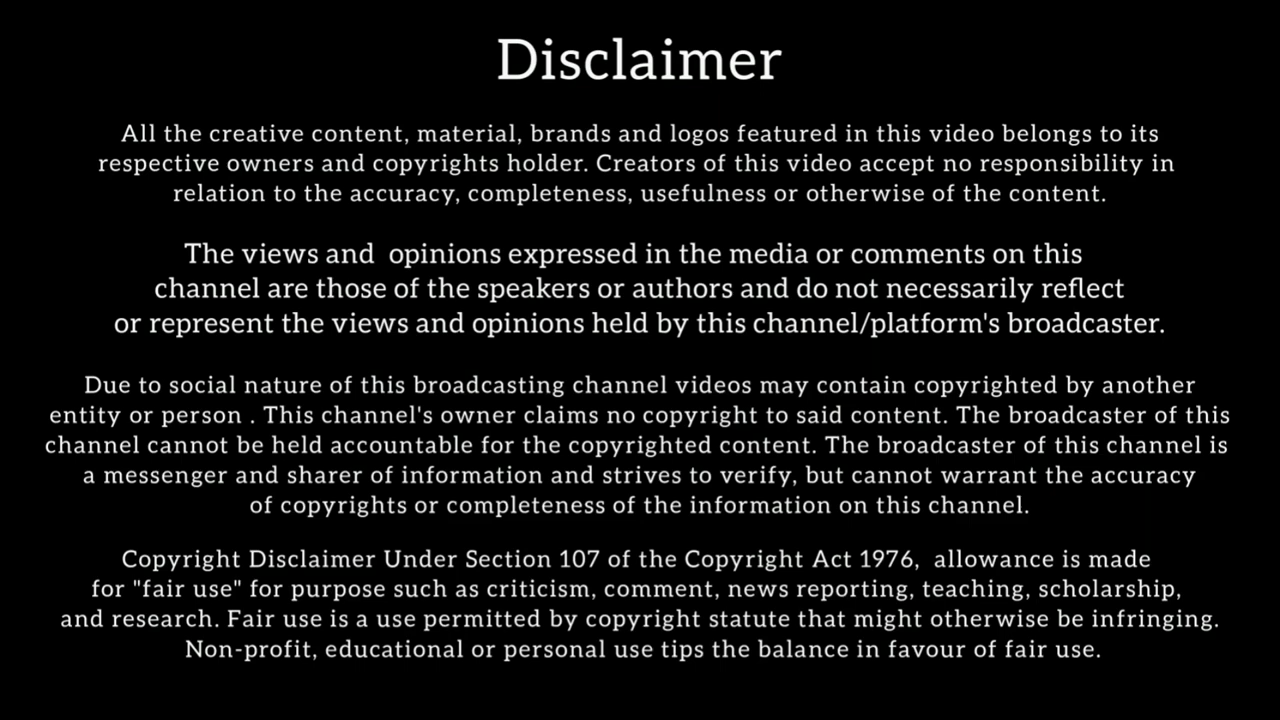 Disclaimer
All the creative content, material, brands and logos featured in this video belongs to its
respective owners and copyrights holder. Creators of this video accept no responsibility in
relation to the accuracy, completeness, usefulness or otherwise of the content.
The views and  opinions expressed in the media or comments on this
channel are those of the speakers or authors and do not necessarily reflect
or represent the views and opinions held by this channel/platform's broadcaster.
Due to social nature of this broadcasting channel videos may contain copyrighted by another
entity or person . This channel's owner claims no copyright to said content. The broadcaster of this
channel cannot be held accountable for the copyrighted content. The broadcaster of this channel is
a messenger and sharer of information and strives to verify, but cannot warrant the accuracy
of copyrights or completeness of the information on this channel.
Copyright Disclaimer Under Section 107 of the Copyright Act 1976,  allowance is made
for "fair use" for purpose such as criticism, comment, news reporting, teaching, scholarship,
and research. Fair use is a use permitted by copyright statute that might otherwise be infringing.
Non-profit, educational or personal use tips the balance in favour of fair use.